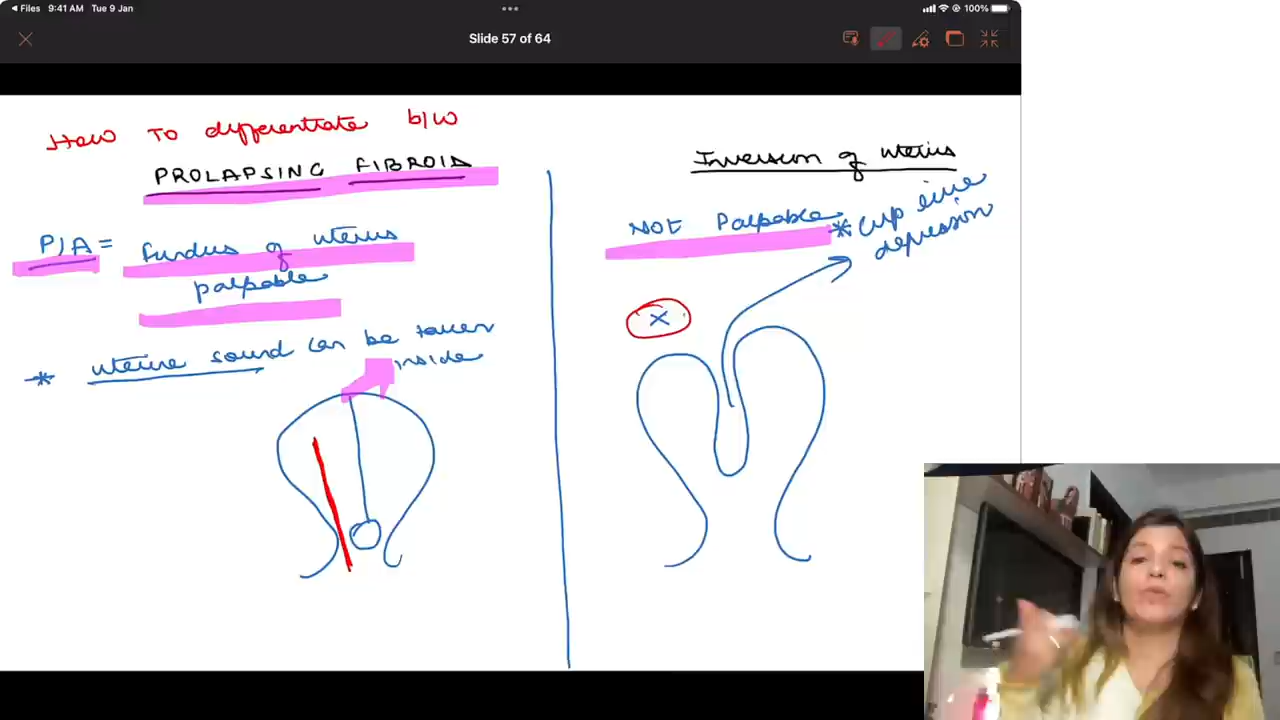 Files 9:41 AM Tue 9 Jan
100%
Slide 57 of 64
How To differentiate b/w
PROLAPSING FIBROID
Inversion of uterus
P/A = fundus of uterus
palpable
NOT Palpable
* Cup like
depression
* uterine sound can be taken
inside